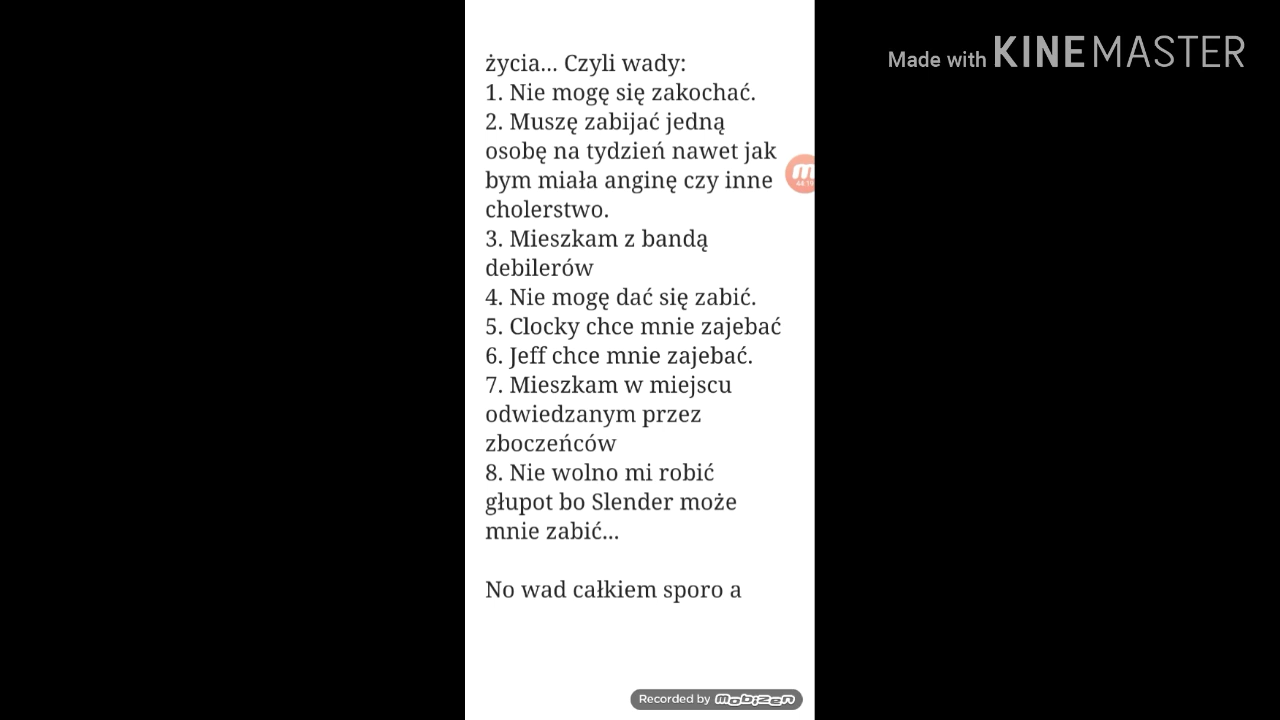 Made with KINEMASTER
życia... Czyli wady:
1. Nie mogę się zakochać.
2. Muszę zabijać jedną
osobę na tydzień nawet jak
bym miała anginę czy inne
cholerstwo.
3. Mieszkam z bandą
debilerów
4. Nie mogę dać się zabić.
5. Clocky chce mnie zajebać
6. Jeff chce mnie zajebać.
7. Mieszkam w miejscu
odwiedzanym przez
zboczeńców
8. Nie wolno mi robić
głupot bo Slender może
mnie zabić...
No wad całkiem sporo a
Recorded by mobizen